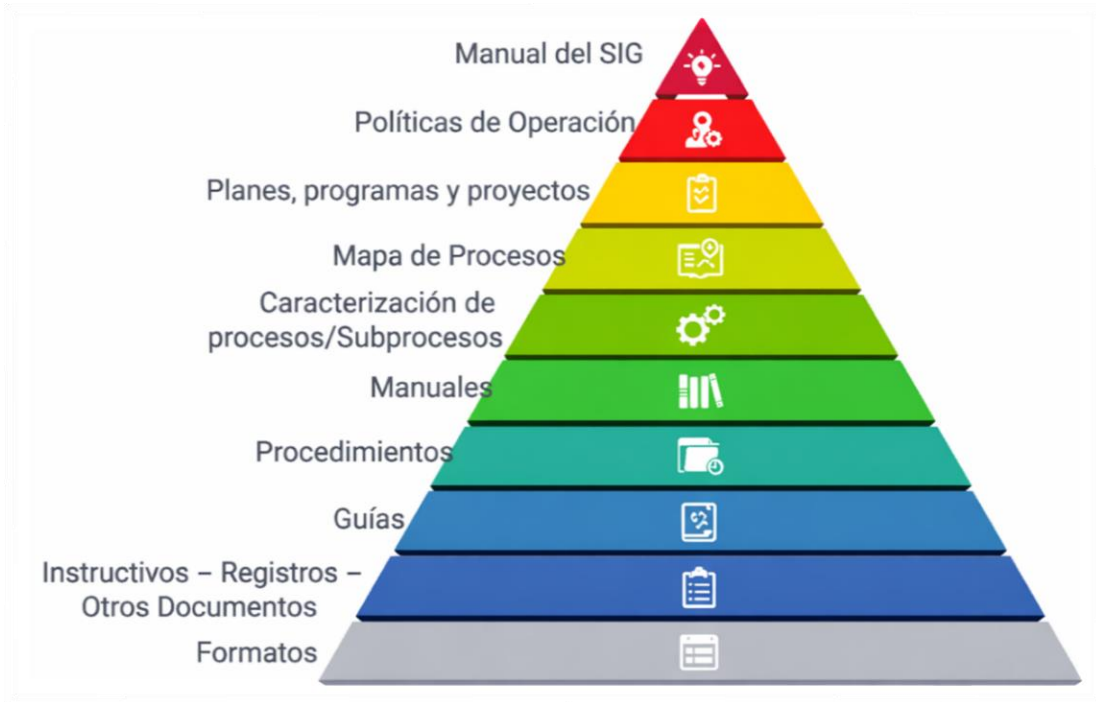 Manual del SIG
Políticas de Operación
Planes, programas y proyectos
Mapa de Procesos
Caracterización de
procesos/Subprocesos
Manuales
Procedimientos
Guías
Instructivos – Registros –
Otros Documentos
Formatos